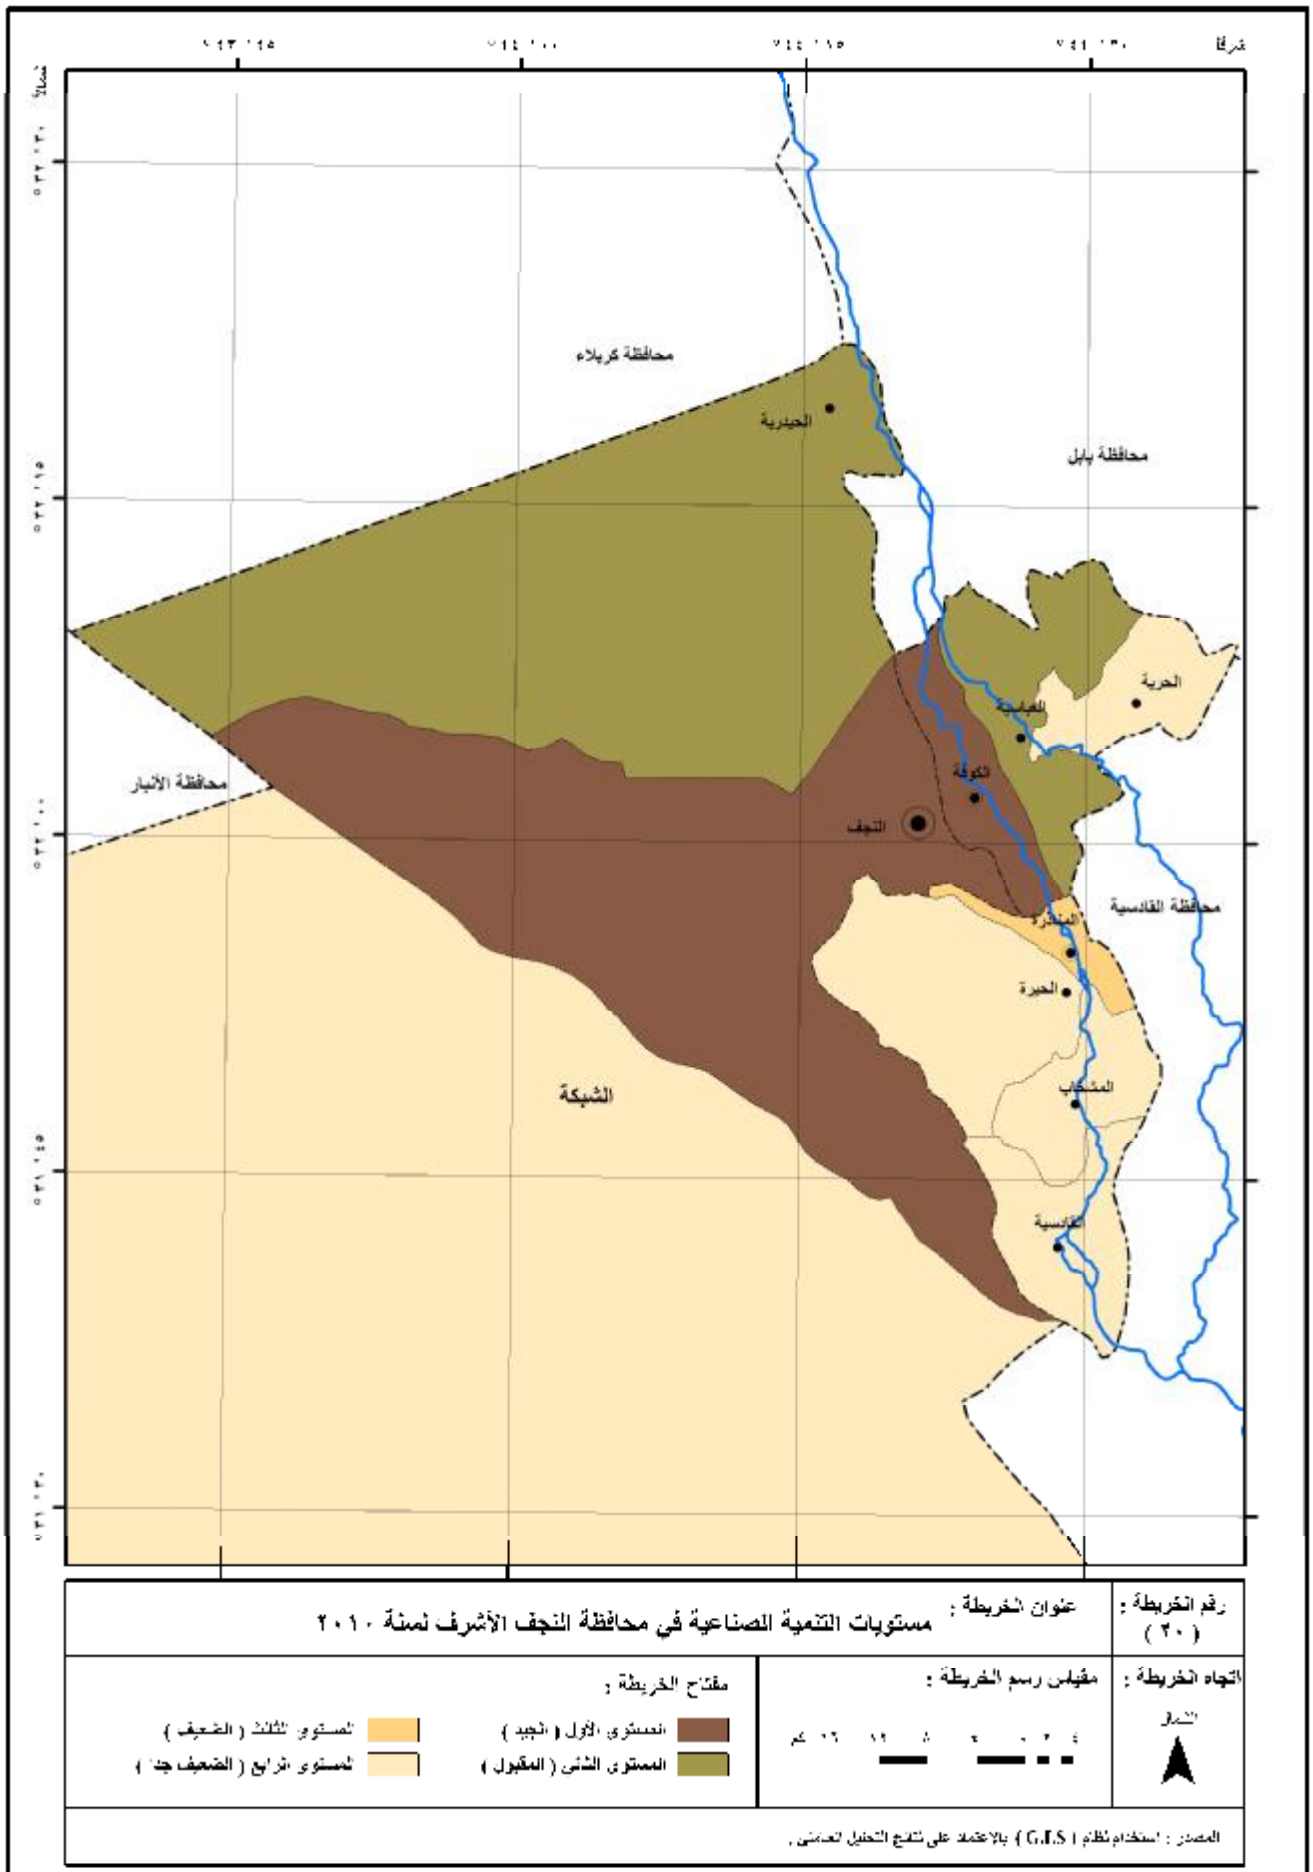 شرقا
شمالا
محافظة كربلاء
الحيدرية
محافظة بابل
الحرية
العباسية
الكوفة
محافظة الأنبار
النجف
محافظة القادسية
المناذرة
الحيرة
الشبكة
المشخاب
القادسية
رقم الخريطة :
( ٢٠ )
عنوان الخريطة :
مستويات التنمية الصناعية في محافظة النجف الأشرف لسنة ٢٠١٠
اتجاه الخريطة :
الشمال
مقياس رسم الخريطة :
كم
مفتاح الخريطة :
المستوى الأول ( الجيد )
المستوى الثاني ( المقبول )
المستوى الثالث ( الضعيف )
المستوى الرابع ( الضعيف جدا )
المصدر : استخدام نظام ( G.I.S ) بالاعتماد على نتائج التحليل العاملي .